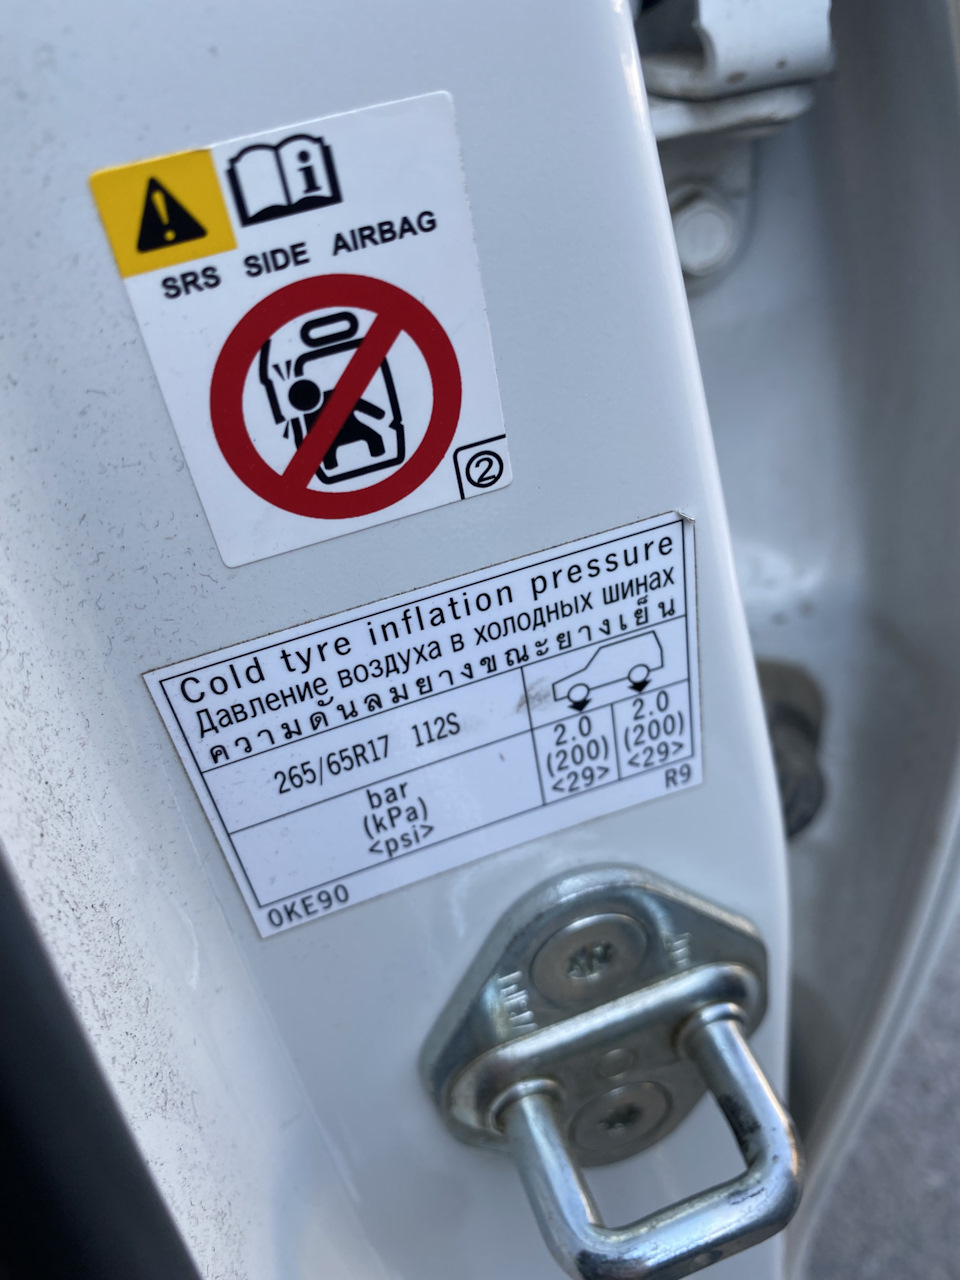 SRS SIDE AIRBAG
2
Cold tyre inflation pressure
Давление воздуха в холодных шинах
ความดันลมยางขณะยางเย็น
265/65R17 112S
bar
(kPa)
<psi>
2.0
(200)
<29>
2.0
(200)
<29>
0KE90
R9